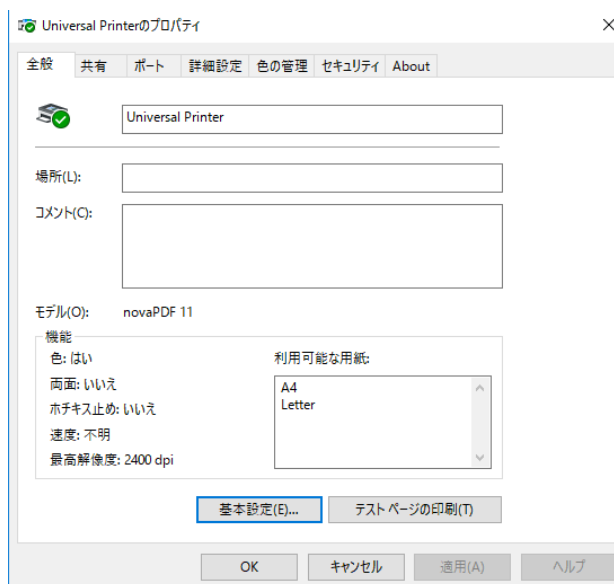 Universal Printerのプロパティ
全般 共有 ポート 詳細設定 色の管理 セキュリティ About
Universal Printer
場所(L):
コメント(C):
モデル(O): novaPDF 11
機能
色: はい
両面: いいえ
ホチキス止め: いいえ
速度: 不明
最高解像度: 2400 dpi
利用可能な用紙:
A4
Letter
基本設定(E)... テスト ページの印刷(T)
OK キャンセル 適用(A) ヘルプ